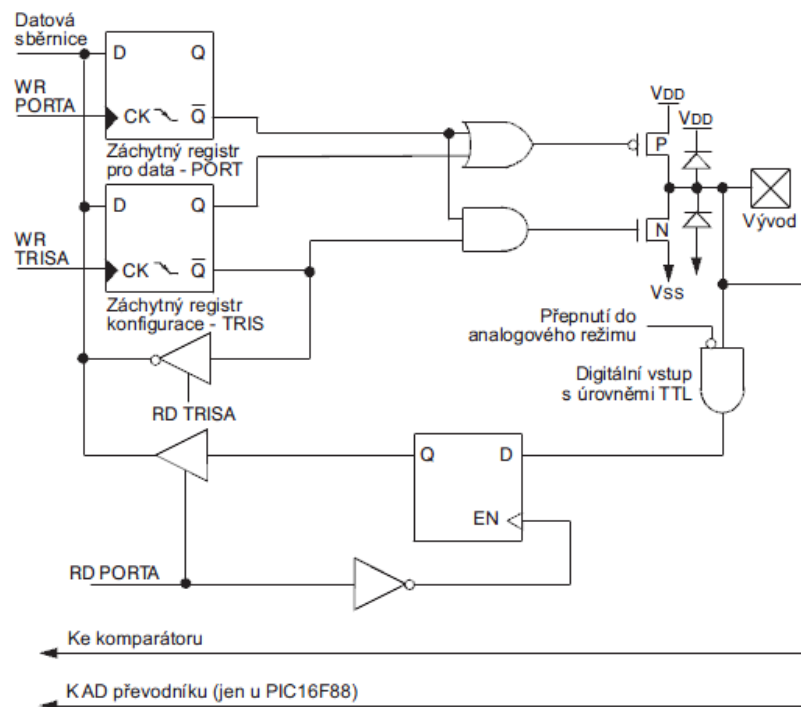 Datová
sběrnice
D Q
WR
PORTA
CK Q
Záchytný registr
pro data - PORT
D Q
WR
TRISA
CK Q
Záchytný registr
konfigurace - TRIS
RD TRISA
VDD
VDD
P
N
Vývod
VSS
Přepnutí do
analogového režimu
Digitální vstup
s úrovněmi TTL
Q D
EN
RD PORTA
Ke komparátoru
K AD převodníku (jen u PIC16F88)